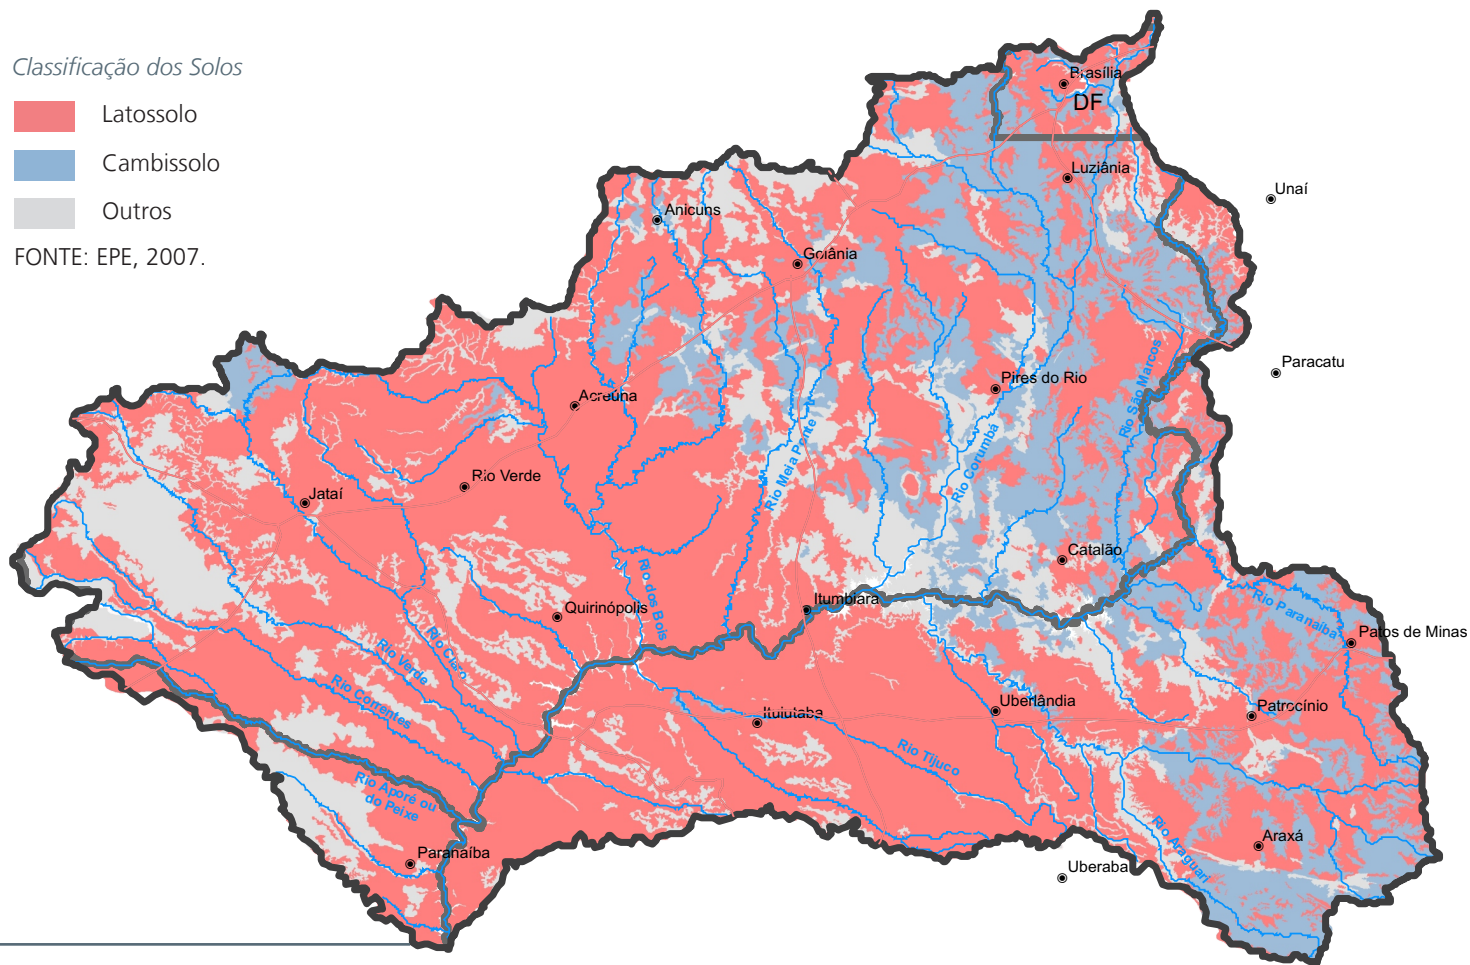 Classificação dos Solos
Latossolo
Cambissolo
Outros
FONTE: EPE, 2007.
Brasília
DF
Luziânia
Unaí
Anicuns
Goiânia
Paracatu
Pires do Rio
Acreúna
Rio São Marcos
Rio Meia Ponte
Rio Corumbá
Rio Verde
Jataí
Catalão
Rio dos Bois
Quirinópolis
Itumbiara
Rio Paranaíba
Patos de Minas
Rio Claro
Rio Verde
Rio Correntes
Uberlândia
Patrocínio
Ituiutaba
Rio Tijuco
Rio Aporé ou
do Peixe
Rio Araguari
Araxá
Paranaíba
Uberaba